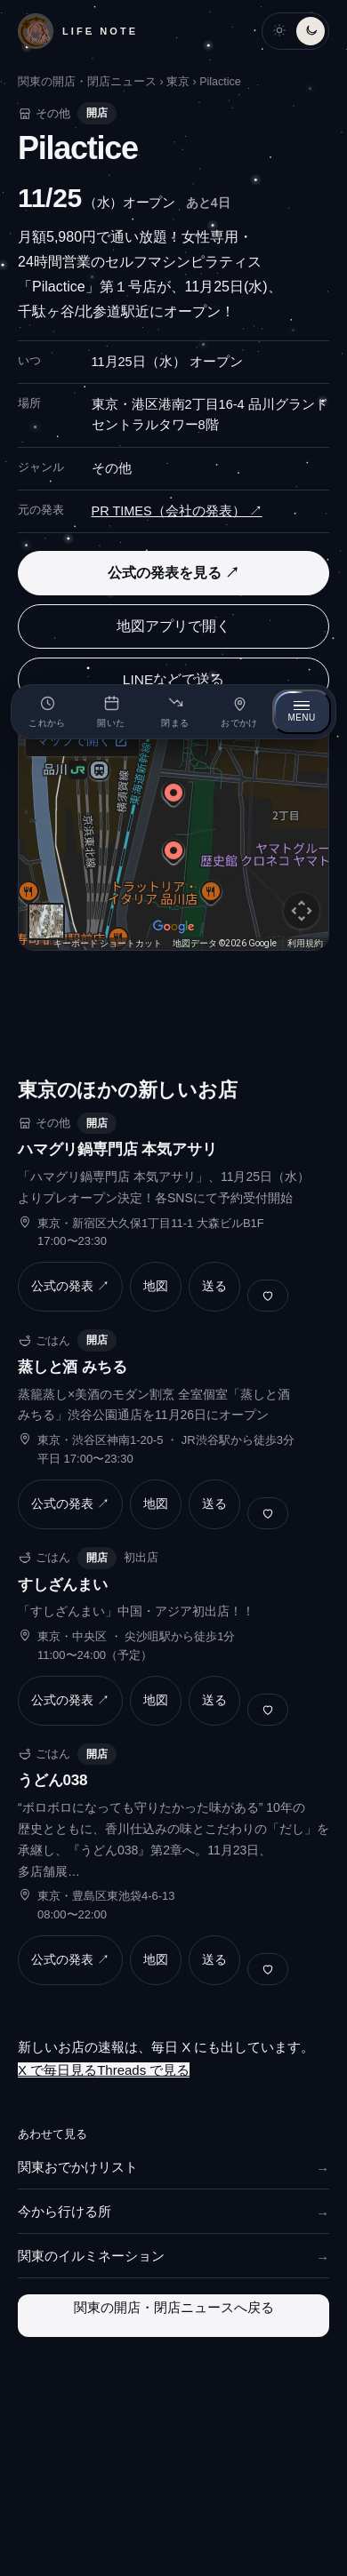 LIFE NOTE
関東の開店・閉店ニュース › 東京 › Pilactice
その他 開店
Pilactice
11/25（水）オープン あと4日
月額5,980円で通い放題！女性専用・
24時間営業のセルフマシンピラティス
「Pilactice」第１号店が、11月25日(水)、
千駄ヶ谷/北参道駅近にオープン！
いつ 11月25日（水） オープン
場所 東京・港区港南2丁目16-4 品川グランド
セントラルタワー8階
ジャンル その他
元の発表 PR TIMES（会社の発表） ↗
公式の発表を見る ↗
地図アプリで開く
LINEなどで送る
これから 開いた 閉まる おでかけ MENU
マップで開く
品川 JR
東海道新幹線
横須賀線
京浜東北線
2丁目
ヤマトグルー
歴史館 クロネコヤマト
トラットリア・
イタリア 品川店
Google
キーボード ショートカット 地図データ ©2026 Google 利用規約
東京のほかの新しいお店
その他 開店
ハマグリ鍋専門店 本気アサリ
「ハマグリ鍋専門店 本気アサリ」、11月25日（水）
よりプレオープン決定！各SNSにて予約受付開始
東京・新宿区大久保1丁目11-1 大森ビルB1F
17:00〜23:30
公式の発表 ↗ 地図 送る
ごはん 開店
蒸しと酒 みちる
蒸籠蒸し×美酒のモダン割烹 全室個室「蒸しと酒
みちる」渋谷公園通店を11月26日にオープン
東京・渋谷区神南1-20-5 ・ JR渋谷駅から徒歩3分
平日 17:00〜23:30
公式の発表 ↗ 地図 送る
ごはん 開店 初出店
すしざんまい
「すしざんまい」中国・アジア初出店！！
東京・中央区 ・ 尖沙咀駅から徒歩1分
11:00〜24:00（予定）
公式の発表 ↗ 地図 送る
ごはん 開店
うどん038
“ボロボロになっても守りたかった味がある” 10年の
歴史とともに、香川仕込みの味とこだわりの「だし」を
承継し、『うどん038』第2章へ。11月23日、
多店舗展…
東京・豊島区東池袋4-6-13
08:00〜22:00
公式の発表 ↗ 地図 送る
新しいお店の速報は、毎日 X にも出しています。
X で毎日見るThreads で見る
あわせて見る
関東おでかけリスト →
今から行ける所 →
関東のイルミネーション →
関東の開店・閉店ニュースへ戻る